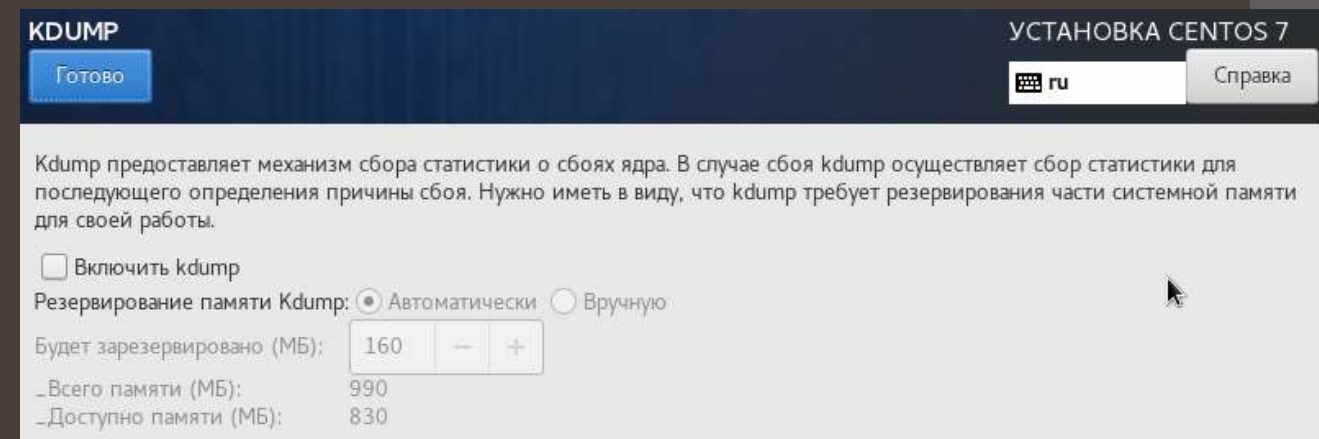 KDUMP
УСТАНОВКА CENTOS 7
Готово
ru
Справка
Kdump предоставляет механизм сбора статистики о сбоях ядра. В случае сбоя kdump осуществляет сбор статистики для
последующего определения причины сбоя. Нужно иметь в виду, что kdump требует резервирования части системной памяти
для своей работы.
Включить kdump
Резервирование памяти Kdump: Автоматически Вручную
Будет зарезервировано (МБ): 160 − +
_Всего памяти (МБ): 990
_Доступно памяти (МБ): 830